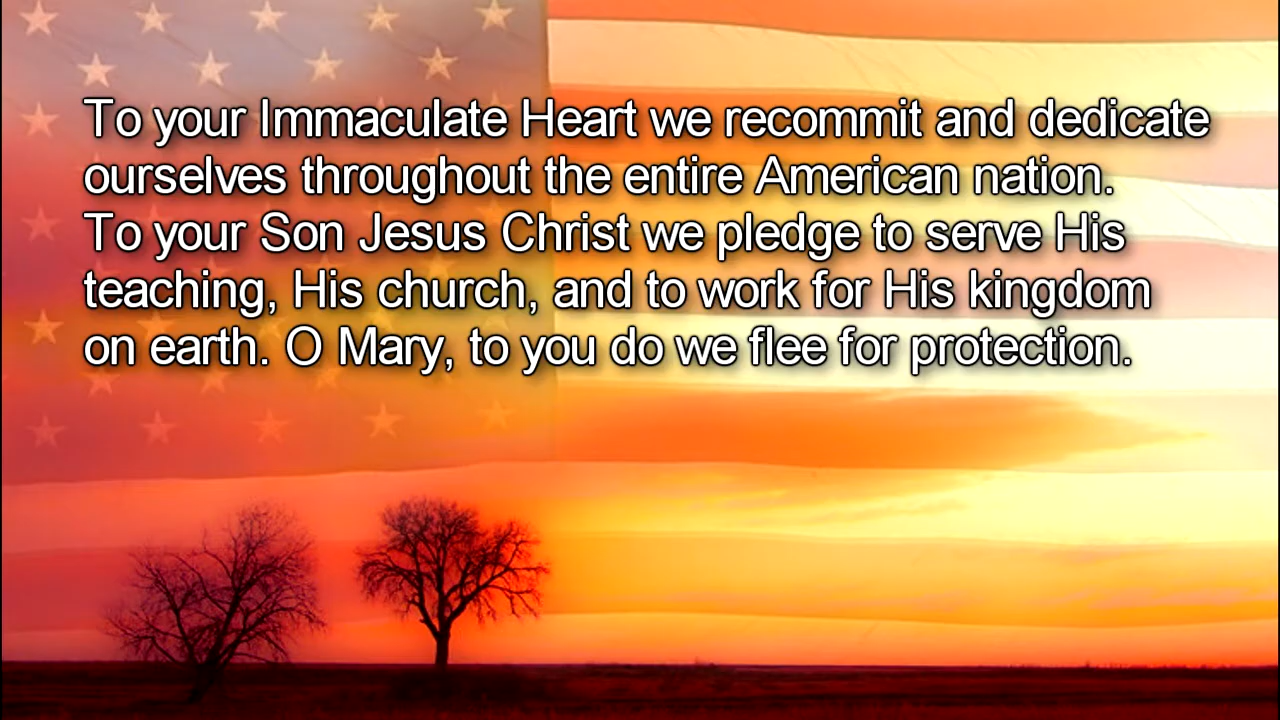 To your Immaculate Heart we recommit and dedicate
ourselves throughout the entire American nation.
To your Son Jesus Christ we pledge to serve His
teaching, His church, and to work for His kingdom
on earth. O Mary, to you do we flee for protection.